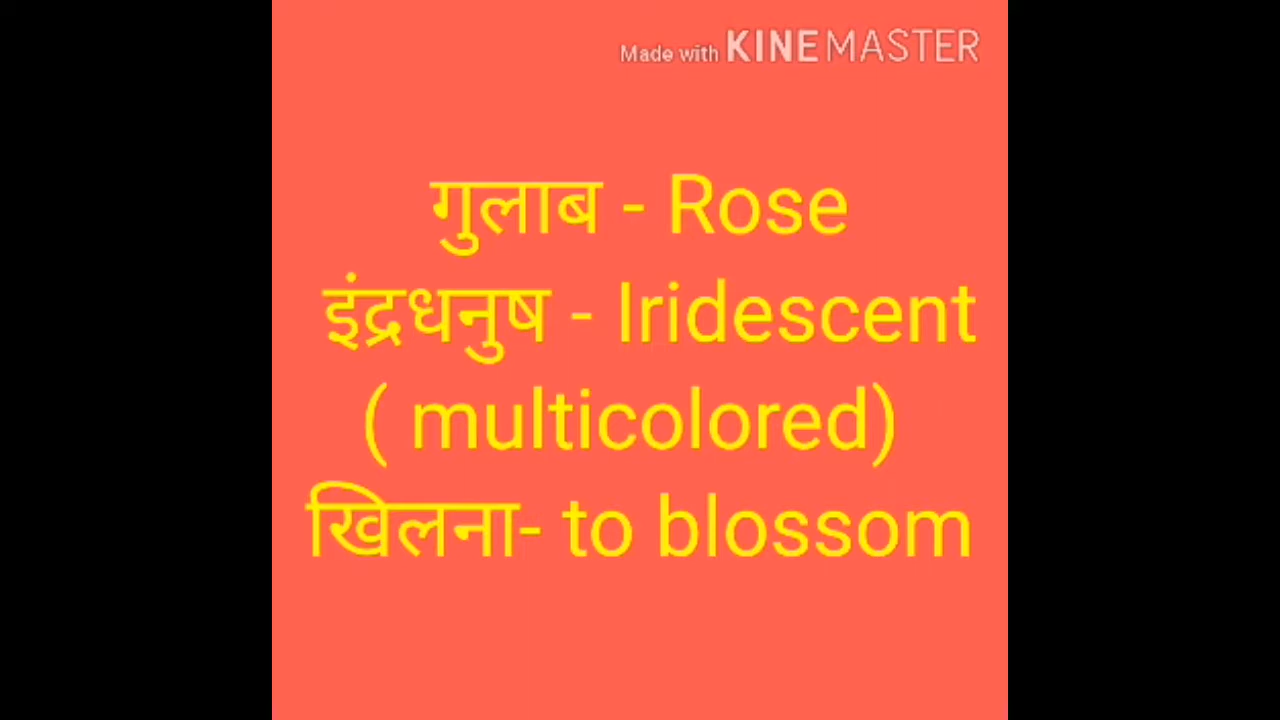 Made with KINEMASTER
गुलाब - Rose
इंद्रधनुष - Iridescent
( multicolored)
खिलना- to blossom